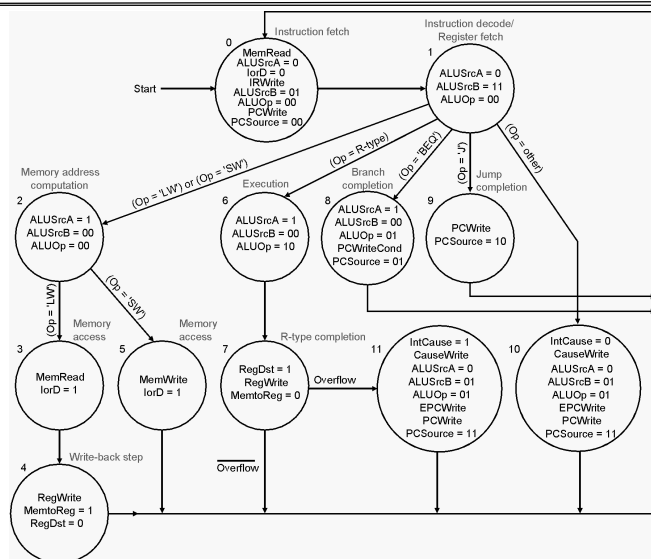 Instruction fetch
0
MemRead
ALUSrcA = 0
IorD = 0
IRWrite
ALUSrcB = 01
ALUOp = 00
PCWrite
PCSource = 00
Start
Instruction decode/
Register fetch
1
ALUSrcA = 0
ALUSrcB = 11
ALUOp = 00
(Op = 'LW') or (Op = 'SW')
(Op = R-type)
(Op = 'BEQ')
(Op = 'J')
(Op = other)
Memory address
computation
2
ALUSrcA = 1
ALUSrcB = 00
ALUOp = 00
Execution
6
ALUSrcA = 1
ALUSrcB = 00
ALUOp = 10
Branch
completion
8
ALUSrcA = 1
ALUSrcB = 00
ALUOp = 01
PCWriteCond
PCSource = 01
Jump
completion
9
PCWrite
PCSource = 10
(Op = 'LW')
(Op = 'SW')
Memory
access
3
MemRead
IorD = 1
Memory
access
5
MemWrite
IorD = 1
R-type completion
7
RegDst = 1
RegWrite
MemtoReg = 0
Overflow
Overflow
11
IntCause = 1
CauseWrite
ALUSrcA = 0
ALUSrcB = 01
ALUOp = 01
EPCWrite
PCWrite
PCSource = 11
10
IntCause = 0
CauseWrite
ALUSrcA = 0
ALUSrcB = 01
ALUOp = 01
EPCWrite
PCWrite
PCSource = 11
Write-back step
4
RegWrite
MemtoReg = 1
RegDst = 0